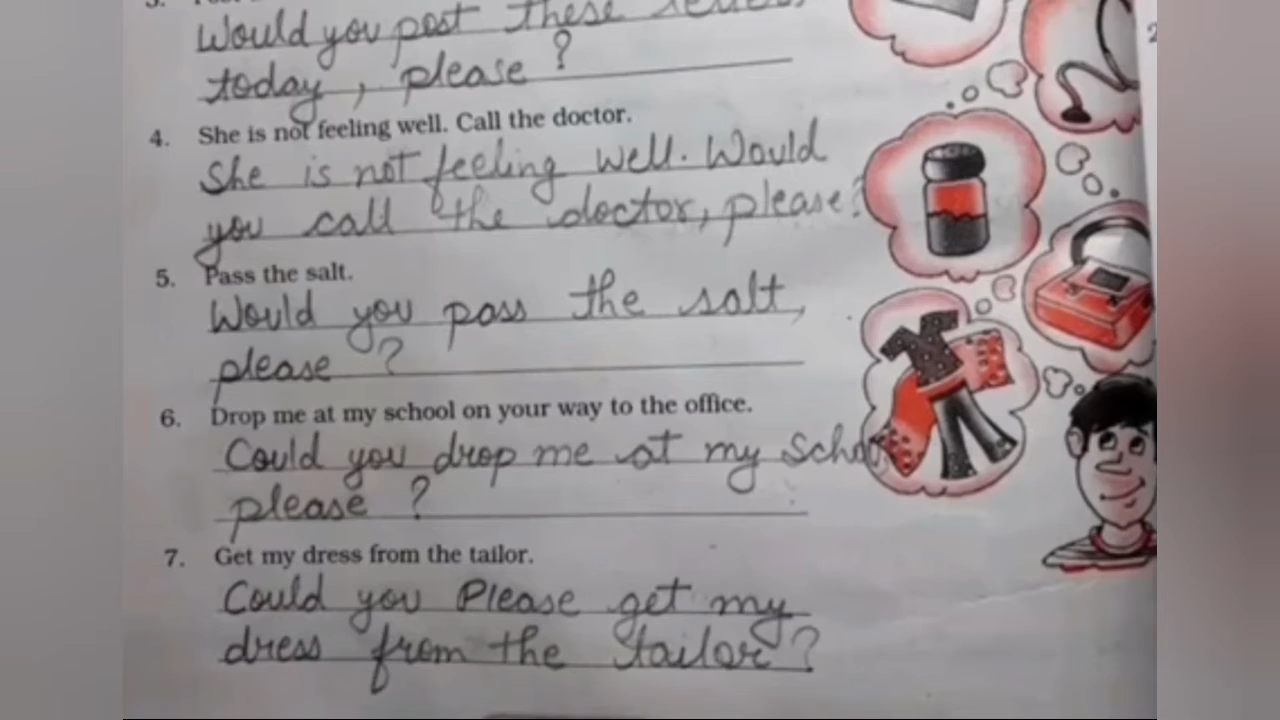 Would you post these
today, please?
4. She is not feeling well. Call the doctor.
She is not feeling well. Would
you call the doctor, please?
5. Pass the salt.
Would you pass the salt,
please?
6. Drop me at my school on your way to the office.
Could you drop me at my School
please?
7. Get my dress from the tailor.
Could you Please get my
dress from the tailor?